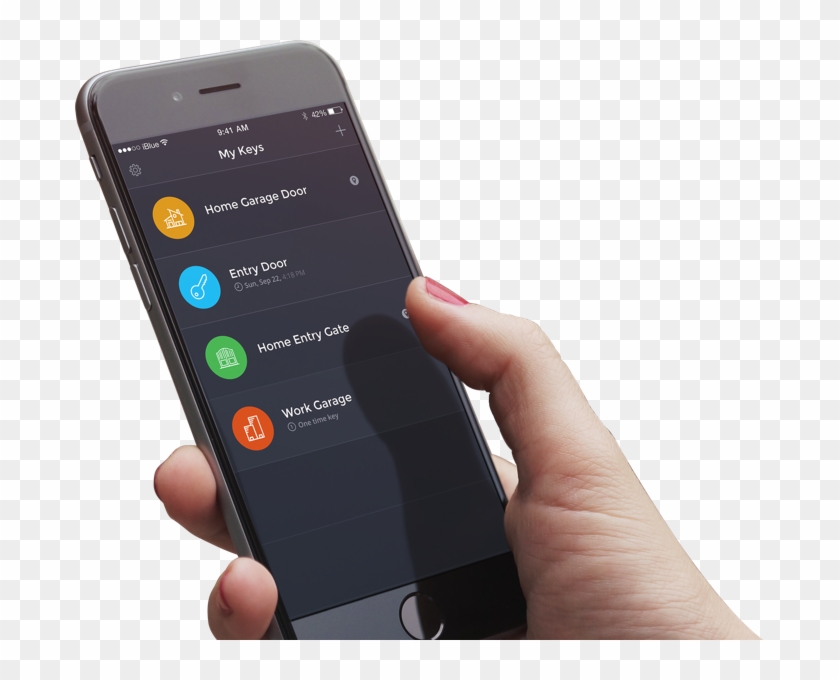 iBlue 9:41 AM 42%
My Keys
Home Garage Door
Entry Door
Sun, Sep 22, 4:18 PM
Home Entry Gate
Work Garage
One time key